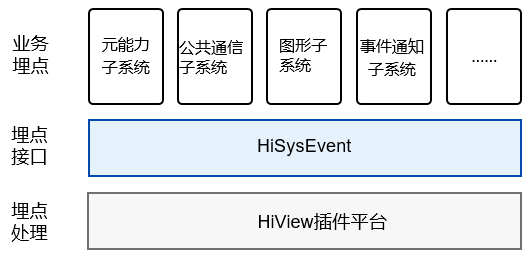 业务
埋点
元能力
子系统
公共通信
子系统
图形子
系统
事件通知
子系统
......
埋点
接口
HiSysEvent
埋点
处理
HiView插件平台